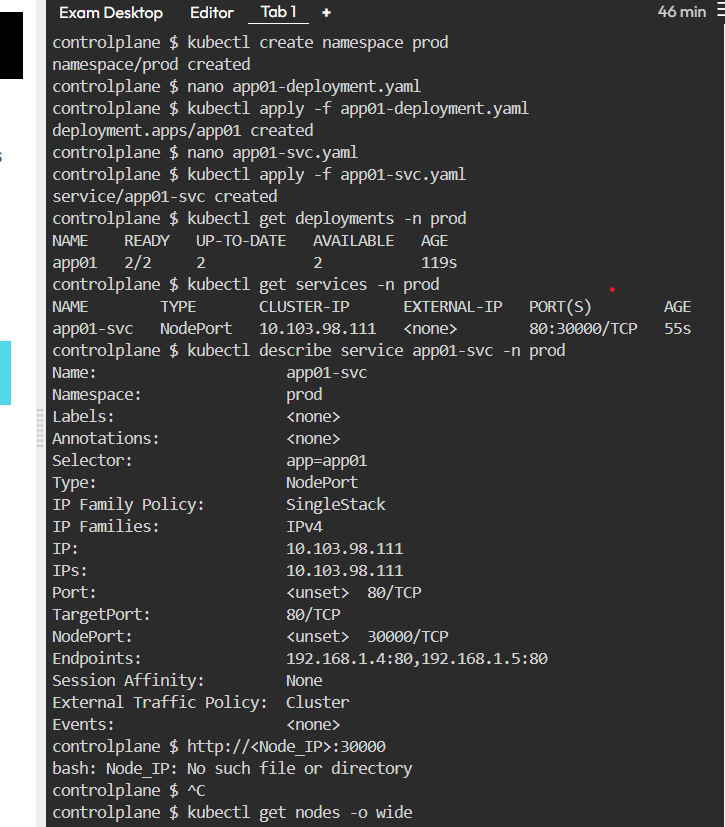 Exam Desktop Editor Tab 1 + 46 min
controlplane $ kubectl create namespace prod
namespace/prod created
controlplane $ nano app01-deployment.yaml
controlplane $ kubectl apply -f app01-deployment.yaml
deployment.apps/app01 created
controlplane $ nano app01-svc.yaml
controlplane $ kubectl apply -f app01-svc.yaml
service/app01-svc created
controlplane $ kubectl get deployments -n prod
NAME READY UP-TO-DATE AVAILABLE AGE
app01 2/2 2 2 119s
controlplane $ kubectl get services -n prod
NAME TYPE CLUSTER-IP EXTERNAL-IP PORT(S) AGE
app01-svc NodePort 10.103.98.111 <none> 80:30000/TCP 55s
controlplane $ kubectl describe service app01-svc -n prod
Name: app01-svc
Namespace: prod
Labels: <none>
Annotations: <none>
Selector: app=app01
Type: NodePort
IP Family Policy: SingleStack
IP Families: IPv4
IP: 10.103.98.111
IPs: 10.103.98.111
Port: <unset> 80/TCP
TargetPort: 80/TCP
NodePort: <unset> 30000/TCP
Endpoints: 192.168.1.4:80,192.168.1.5:80
Session Affinity: None
External Traffic Policy: Cluster
Events: <none>
controlplane $ http://<Node_IP>:30000
bash: Node_IP: No such file or directory
controlplane $ ^C
controlplane $ kubectl get nodes -o wide